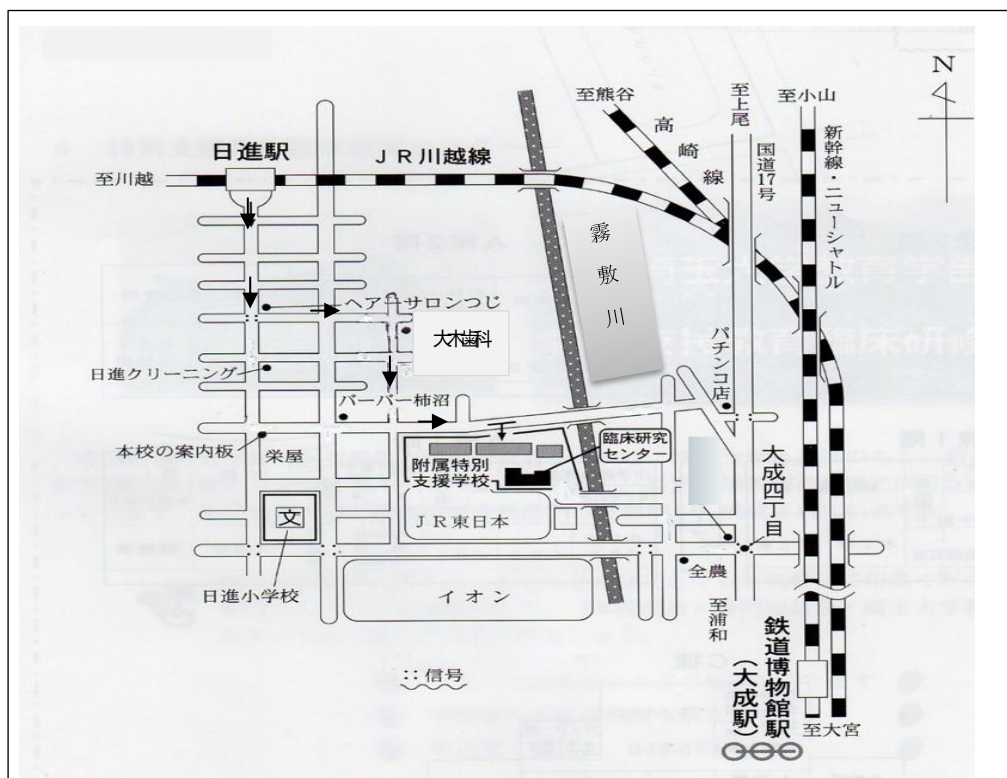 N
至小山
至上尾
至熊谷
高崎線
国道17号
新幹線・ニューシャトル
日進駅
JR川越線
至川越
霧敷川
ヘアーサロンつじ
大木歯科
パチンコ店
日進クリーニング
バーバー柿沼
本校の案内板
栄屋
臨床研究
センター
附属特別
支援学校
大成四丁目
文
JR東日本
全農
日進小学校
イオン
至浦和
鉄道博物館駅
(大成駅)
::信号
至大宮